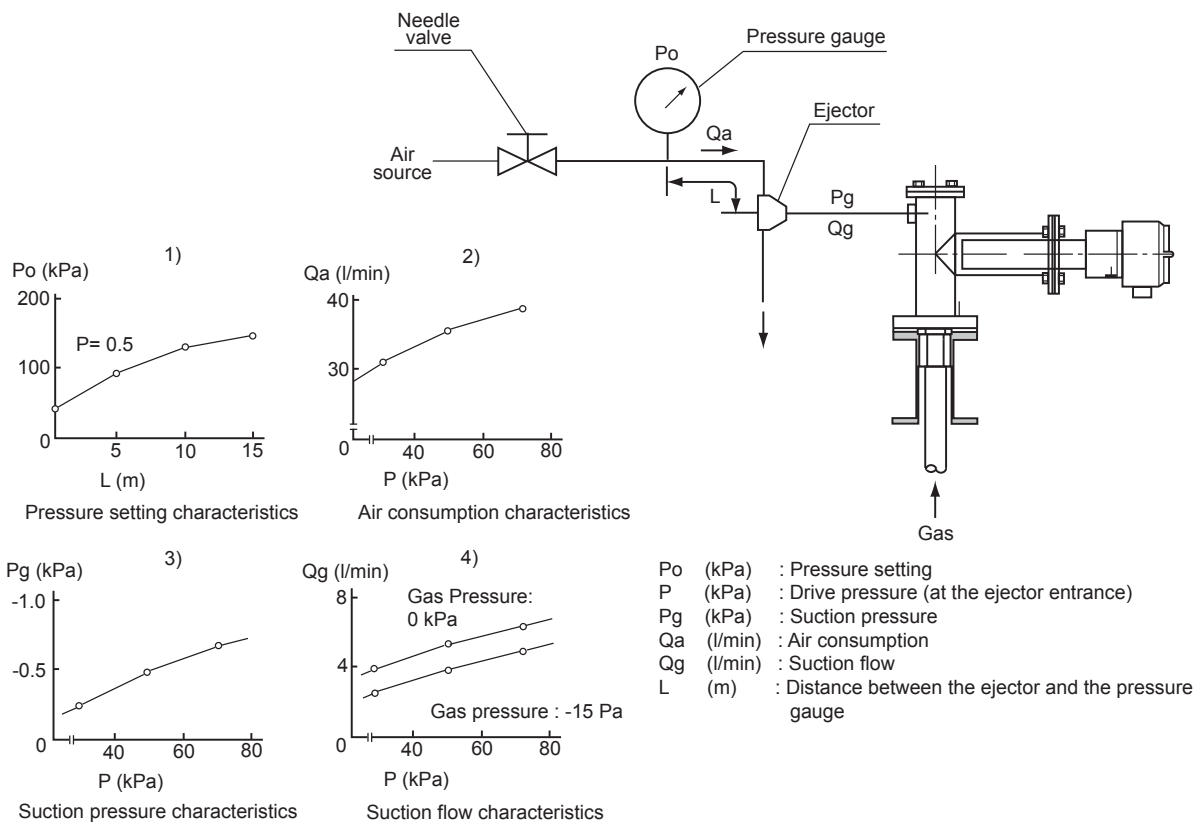 Needle
valve
Pressure gauge
Po
Ejector
Qa
Air
source
L
Pg
Qg
Gas
1)
Po (kPa)
200
100
0
P= 0.5
5
10
15
L (m)
Pressure setting characteristics
2)
Qa (l/min)
40
30
0
40
60
80
P (kPa)
Air consumption characteristics
3)
Pg (kPa)
-1.0
-0.5
0
40
60
80
P (kPa)
Suction pressure characteristics
4)
Qg (l/min)
8
4
0
Gas Pressure:
0 kPa
Gas pressure : -15 Pa
40
60
80
P (kPa)
Suction flow characteristics
Po (kPa) : Pressure setting
P (kPa) : Drive pressure (at the ejector entrance)
Pg (kPa) : Suction pressure
Qa (l/min) : Air consumption
Qg (l/min) : Suction flow
L (m) : Distance between the ejector and the pressure
gauge